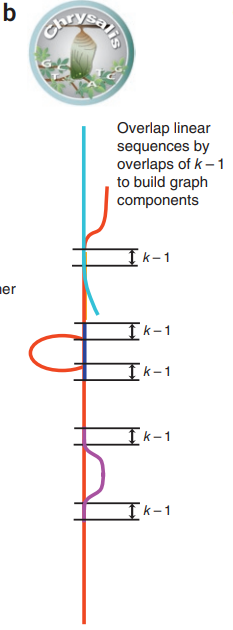 b
Chrysalis
G C T A T C G
Overlap linear
sequences by
overlaps of k – 1
to build graph
components
k – 1
ner
k – 1
k – 1
k – 1
k – 1